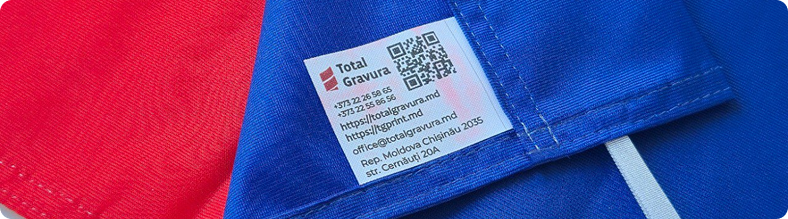 Total
Gravura
+373 22 26 58 65
+373 22 55 86 56
https://totalgravura.md
https://tgprint.md
office@totalgravura.md
Rep. Moldova Chișinău 2035
str. Cernăuți 20A